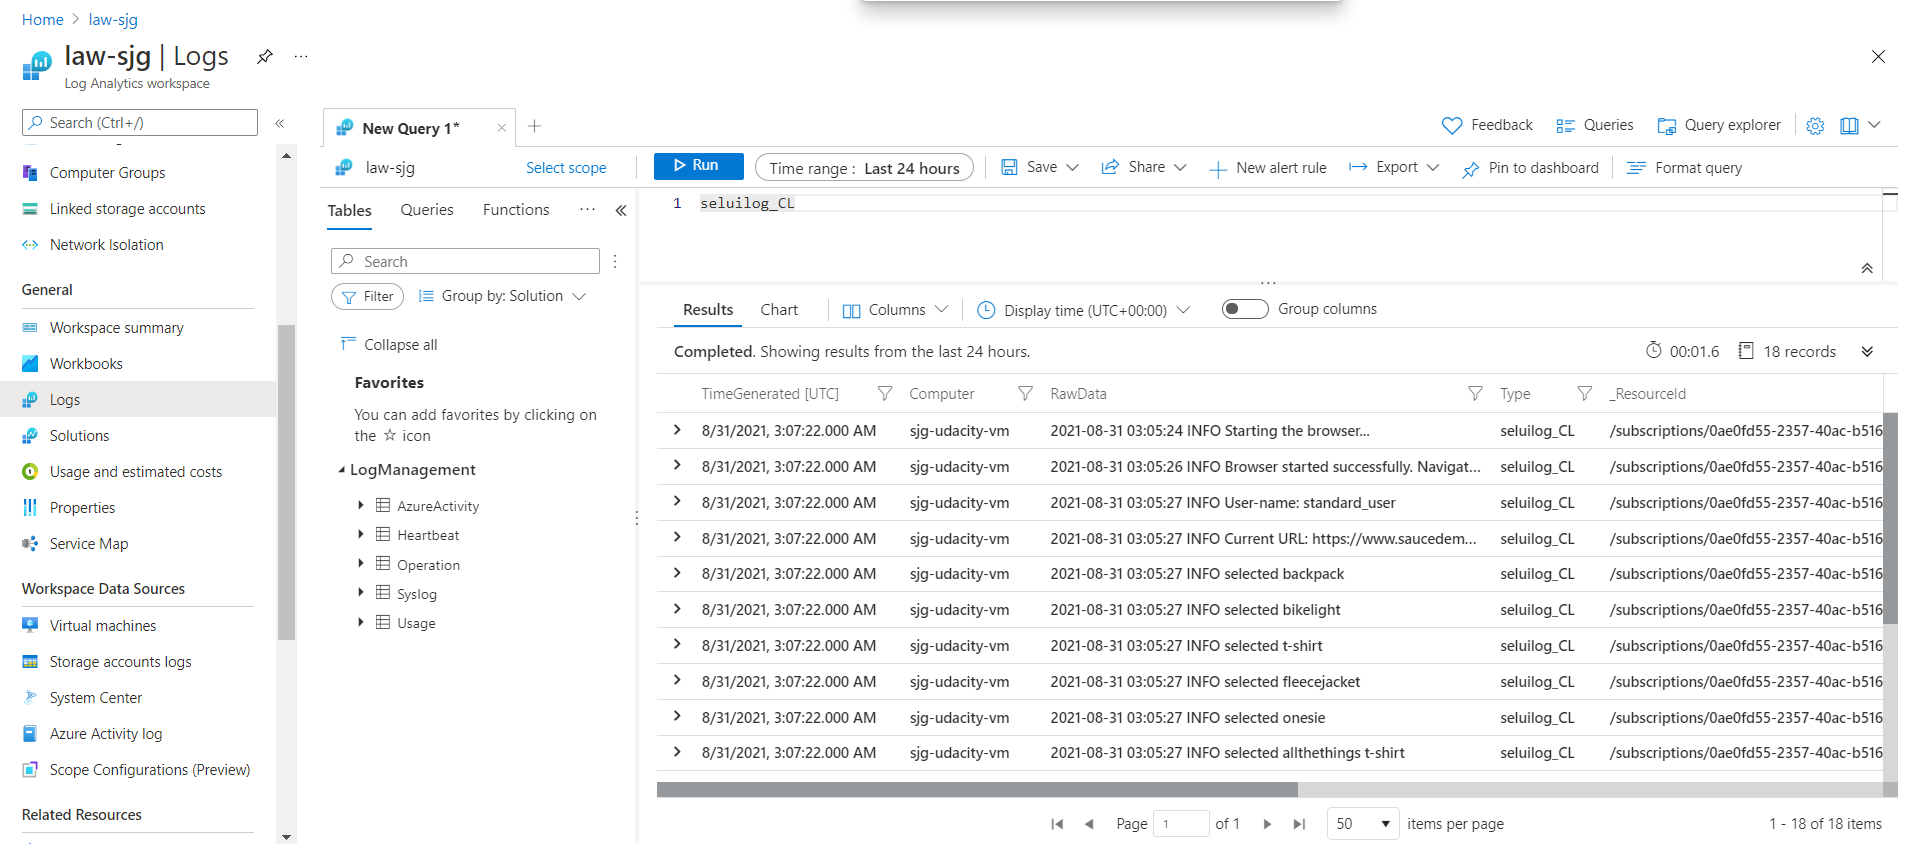 Home > law-sjg
law-sjg | Logs
Log Analytics workspace
Search (Ctrl+/)
Computer Groups
Linked storage accounts
Network Isolation
General
Workspace summary
Workbooks
Logs
Solutions
Usage and estimated costs
Properties
Service Map
Workspace Data Sources
Virtual machines
Storage accounts logs
System Center
Azure Activity log
Scope Configurations (Preview)
Related Resources
New Query 1*
Feedback Queries Query explorer
law-sjg Select scope Run Time range : Last 24 hours Save Share New alert rule Export Pin to dashboard Format query
Tables Queries Functions ...
Search
Filter Group by: Solution
Collapse all
Favorites
You can add favorites by clicking on
the ☆ icon
LogManagement
AzureActivity
Heartbeat
Operation
Syslog
Usage
1 seluilog_CL
Results Chart Columns Display time (UTC+00:00) Group columns
Completed. Showing results from the last 24 hours. 00:01.6 18 records
TimeGenerated [UTC] Computer RawData Type _ResourceId
8/31/2021, 3:07:22.000 AM sjg-udacity-vm 2021-08-31 03:05:24 INFO Starting the browser... seluilog_CL /subscriptions/0ae0fd55-2357-40ac-b516
8/31/2021, 3:07:22.000 AM sjg-udacity-vm 2021-08-31 03:05:26 INFO Browser started successfully. Navigat... seluilog_CL /subscriptions/0ae0fd55-2357-40ac-b516
8/31/2021, 3:07:22.000 AM sjg-udacity-vm 2021-08-31 03:05:27 INFO User-name: standard_user seluilog_CL /subscriptions/0ae0fd55-2357-40ac-b516
8/31/2021, 3:07:22.000 AM sjg-udacity-vm 2021-08-31 03:05:27 INFO Current URL: https://www.saucedem... seluilog_CL /subscriptions/0ae0fd55-2357-40ac-b516
8/31/2021, 3:07:22.000 AM sjg-udacity-vm 2021-08-31 03:05:27 INFO selected backpack seluilog_CL /subscriptions/0ae0fd55-2357-40ac-b516
8/31/2021, 3:07:22.000 AM sjg-udacity-vm 2021-08-31 03:05:27 INFO selected bikelight seluilog_CL /subscriptions/0ae0fd55-2357-40ac-b516
8/31/2021, 3:07:22.000 AM sjg-udacity-vm 2021-08-31 03:05:27 INFO selected t-shirt seluilog_CL /subscriptions/0ae0fd55-2357-40ac-b516
8/31/2021, 3:07:22.000 AM sjg-udacity-vm 2021-08-31 03:05:27 INFO selected fleecejacket seluilog_CL /subscriptions/0ae0fd55-2357-40ac-b516
8/31/2021, 3:07:22.000 AM sjg-udacity-vm 2021-08-31 03:05:27 INFO selected onesie seluilog_CL /subscriptions/0ae0fd55-2357-40ac-b516
8/31/2021, 3:07:22.000 AM sjg-udacity-vm 2021-08-31 03:05:27 INFO selected allthethings t-shirt seluilog_CL /subscriptions/0ae0fd55-2357-40ac-b516
Page 1 of 1 50 items per page 1 - 18 of 18 items